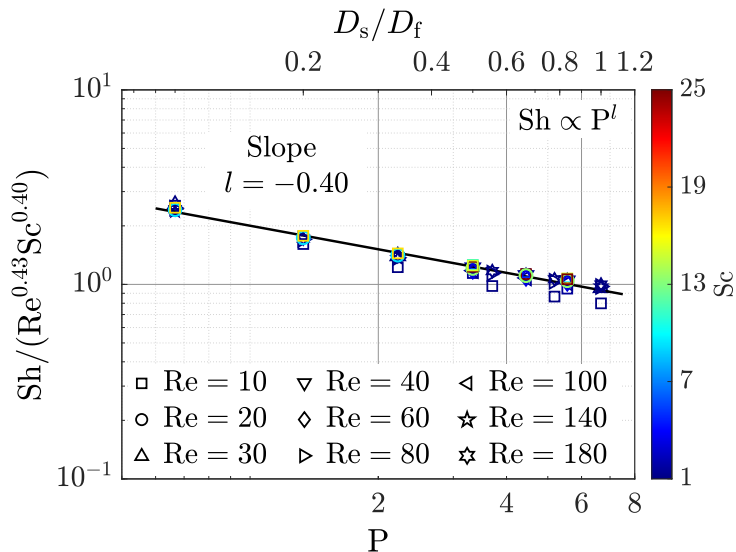 D_s/D_f
0.2 0.4 0.6 0.8 1 1.2
10^1
10^0
10^{-1}
Sh/(Re^{0.43}Sc^{0.40})
Sh ∝ P^l
Slope
l = −0.40
Re = 10 Re = 40 Re = 100
Re = 20 Re = 60 Re = 140
Re = 30 Re = 80 Re = 180
2 4 6 8
P
25
19
13
7
1
Sc